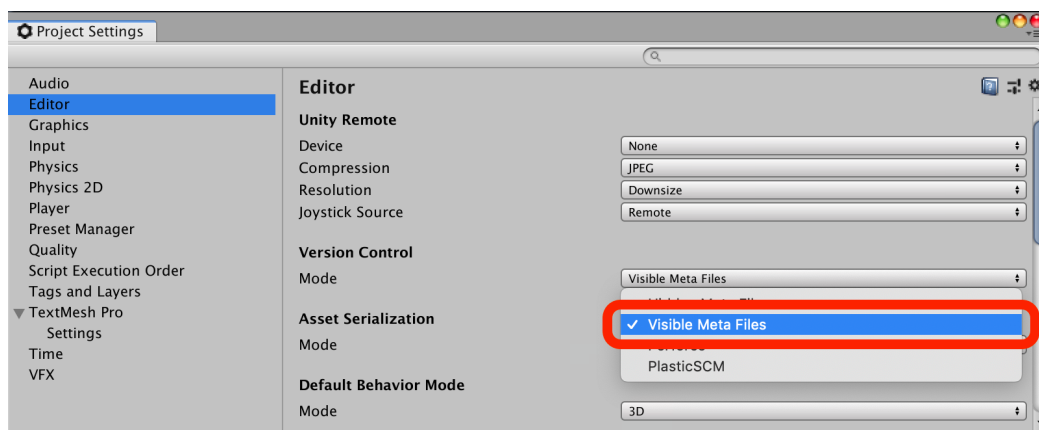 Project Settings
Audio
Editor
Graphics
Input
Physics
Physics 2D
Player
Preset Manager
Quality
Script Execution Order
Tags and Layers
TextMesh Pro
Settings
Time
VFX
Editor
Unity Remote
Device None
Compression JPEG
Resolution Downsize
Joystick Source Remote
Version Control
Mode Visible Meta Files
Asset Serialization
✓ Visible Meta Files
Mode
PlasticSCM
Default Behavior Mode
Mode 3D